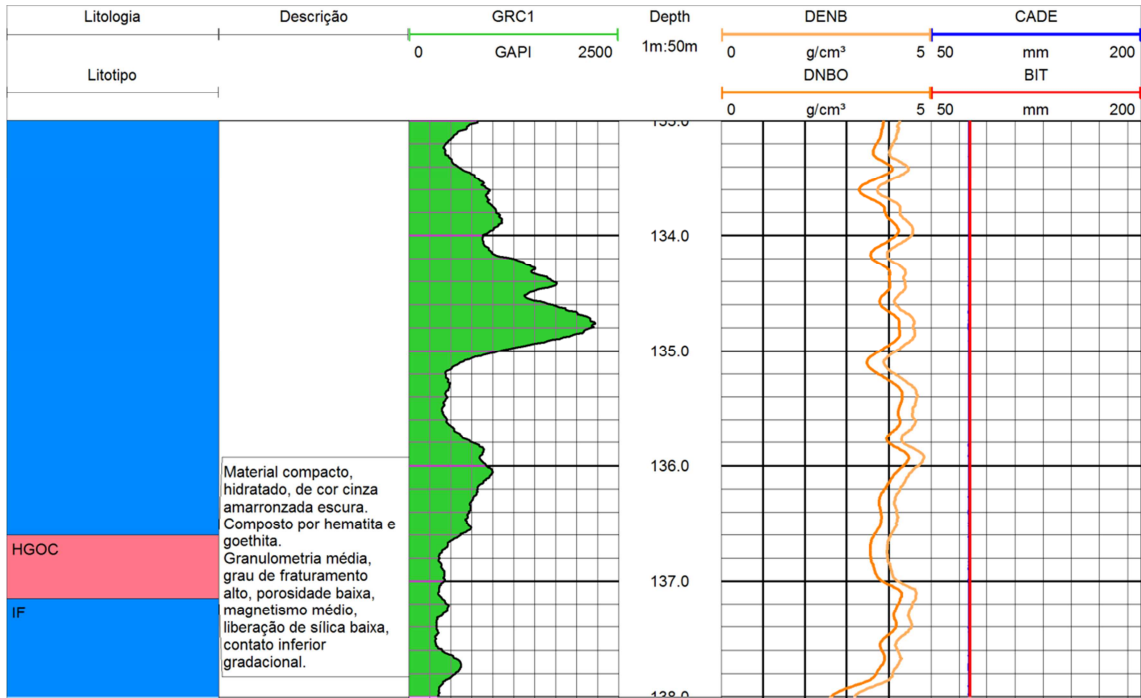 Litologia
Descrição
GRC1
Depth
DENB
CADE
0 GAPI 2500
1m:50m
0 g/cm³ 5
50 mm 200
Litotipo
DNBO
BIT
0 g/cm³ 5
50 mm 200
134.0
135.0
136.0
Material compacto,
hidratado, de cor cinza
amarronzada escura.
Composto por hematita e
goethita.
Granulometria média,
grau de fraturamento
alto, porosidade baixa,
magnetismo médio,
liberação de sílica baixa,
contato inferior
gradacional.
HGOC
137.0
IF